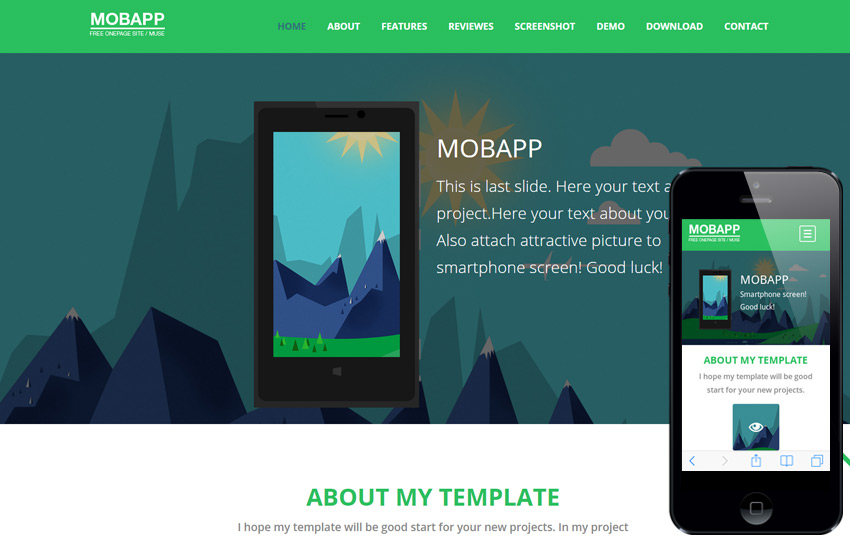 MOBAPP
FREE ONEPAGE SITE / MUSE
HOME ABOUT FEATURES REVIEWES SCREENSHOT DEMO DOWNLOAD CONTACT
MOBAPP
This is last slide. Here your text a
project.Here your text about you
Also attach attractive picture to
smartphone screen! Good luck!
ABOUT MY TEMPLATE
I hope my template will be good start for your new projects. In my project
MOBAPP
FREE ONEPAGE SITE / MUSE
MOBAPP
Smartphone screen!
Good luck!
ABOUT MY TEMPLATE
I hope my template will be good
start for your new projects.